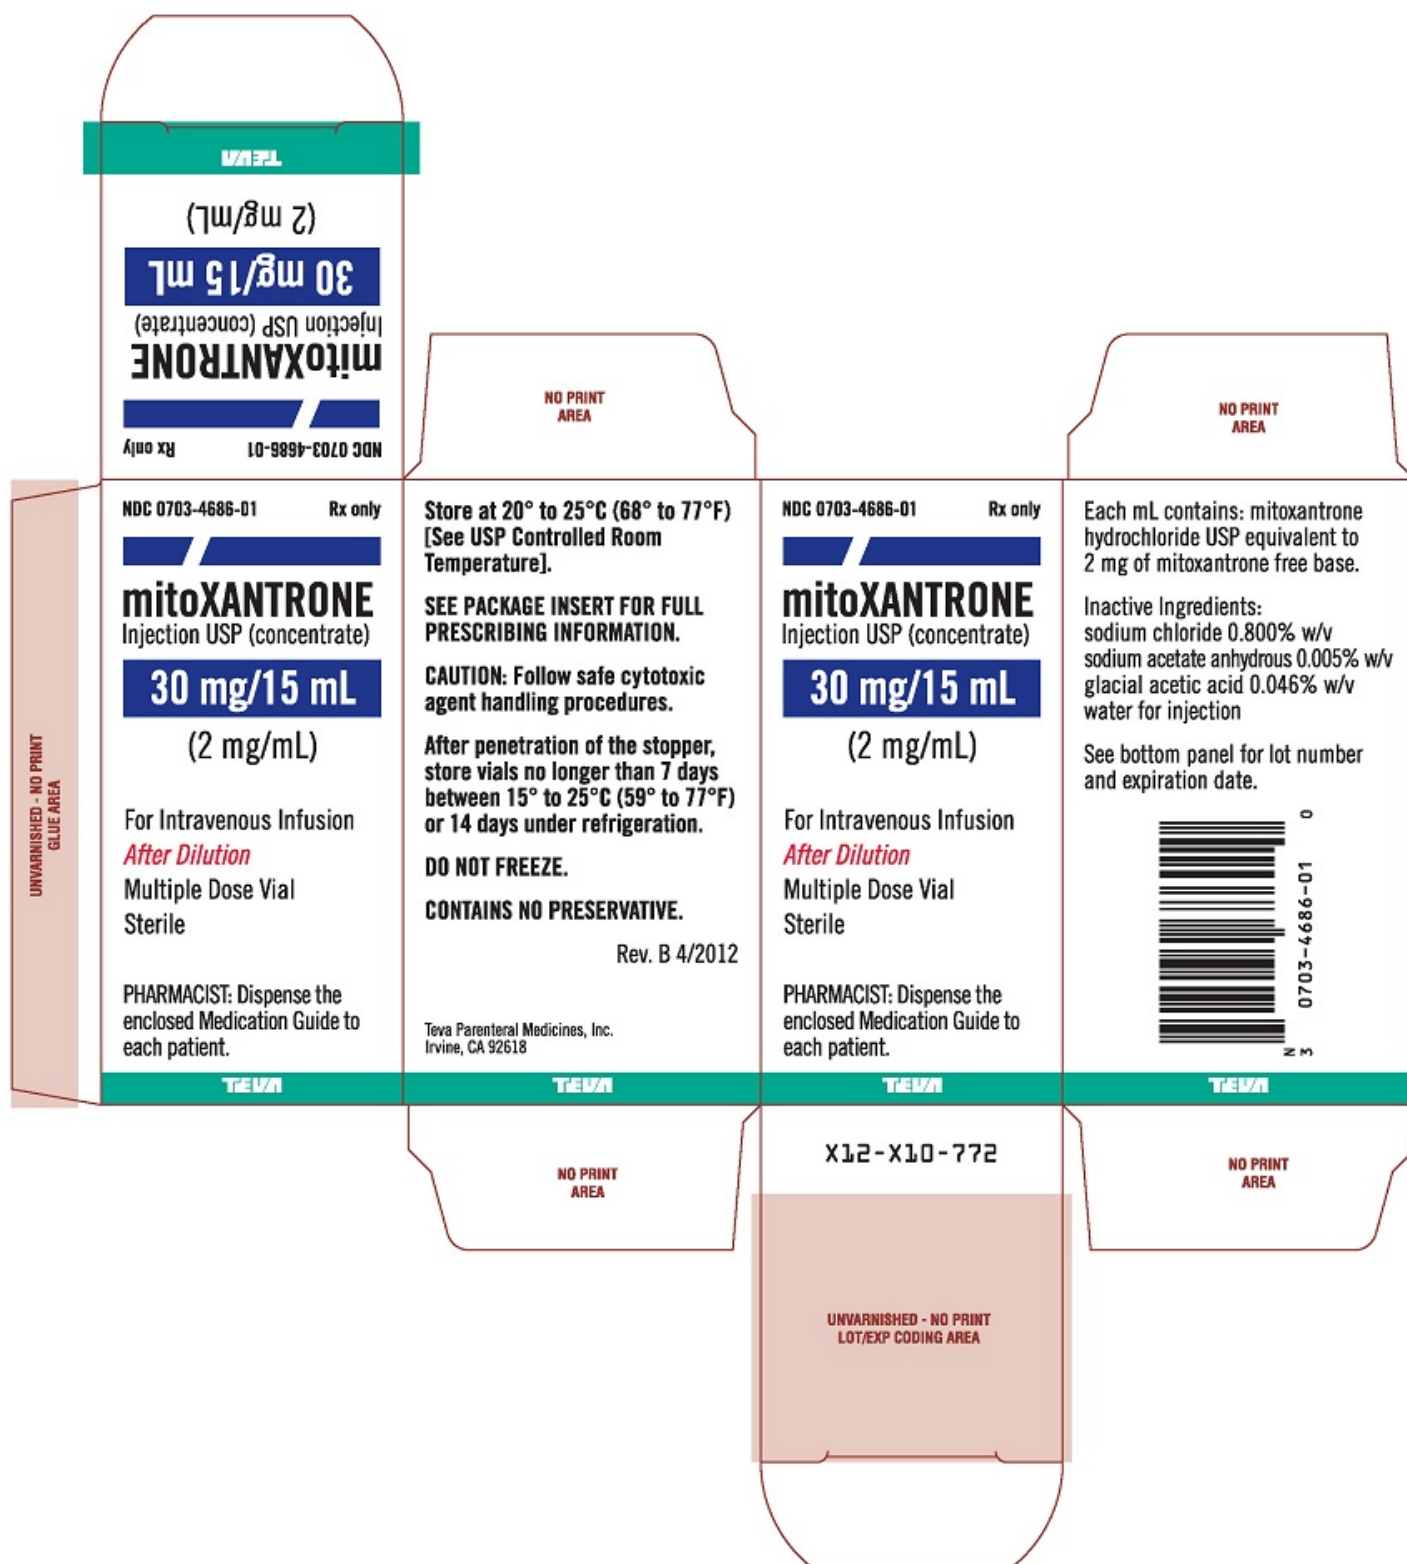 TEVA
(2 mg/mL)
30 mg/15 mL
Injection USP (concentrate)
mitoXANTRONE
NDC 0703-4686-01 Rx only
NO PRINT
AREA
NO PRINT
AREA
UNVARNISHED - NO PRINT
GLUE AREA
NDC 0703-4686-01 Rx only
mitoXANTRONE
Injection USP (concentrate)
30 mg/15 mL
(2 mg/mL)
For Intravenous Infusion
After Dilution
Multiple Dose Vial
Sterile
PHARMACIST: Dispense the
enclosed Medication Guide to
each patient.
TEVA
Store at 20° to 25°C (68° to 77°F)
[See USP Controlled Room
Temperature].
SEE PACKAGE INSERT FOR FULL
PRESCRIBING INFORMATION.
CAUTION: Follow safe cytotoxic
agent handling procedures.
After penetration of the stopper,
store vials no longer than 7 days
between 15° to 25°C (59° to 77°F)
or 14 days under refrigeration.
DO NOT FREEZE.
CONTAINS NO PRESERVATIVE.
Rev. B 4/2012
Teva Parenteral Medicines, Inc.
Irvine, CA 92618
TEVA
NDC 0703-4686-01 Rx only
mitoXANTRONE
Injection USP (concentrate)
30 mg/15 mL
(2 mg/mL)
For Intravenous Infusion
After Dilution
Multiple Dose Vial
Sterile
PHARMACIST: Dispense the
enclosed Medication Guide to
each patient.
TEVA
Each mL contains: mitoxantrone
hydrochloride USP equivalent to
2 mg of mitoxantrone free base.
Inactive Ingredients:
sodium chloride 0.800% w/v
sodium acetate anhydrous 0.005% w/v
glacial acetic acid 0.046% w/v
water for injection
See bottom panel for lot number
and expiration date.
N
3 0703-4686-01 0
TEVA
NO PRINT
AREA
X12-X10-772
UNVARNISHED - NO PRINT
LOT/EXP CODING AREA
NO PRINT
AREA